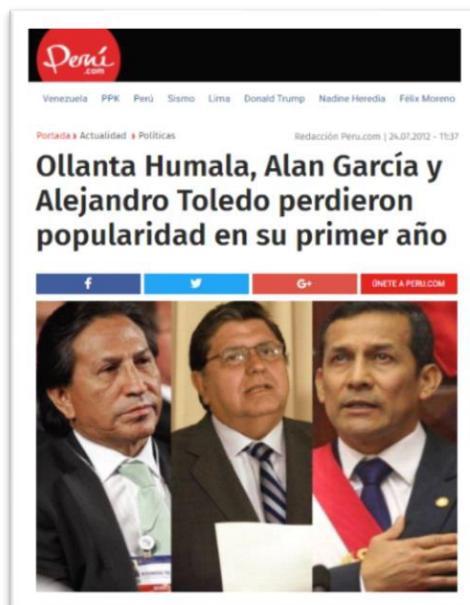 Perú
.com
Venezuela PPK Perú Sismo Lima Donald Trump Nadine Heredia Félix Moreno
Portada Actualidad Políticas
Redacción Peru.com | 24.07.2012 - 11:37
Ollanta Humala, Alan García y
Alejandro Toledo perdieron
popularidad en su primer año
f
G+
ÚNETE A PERU.COM